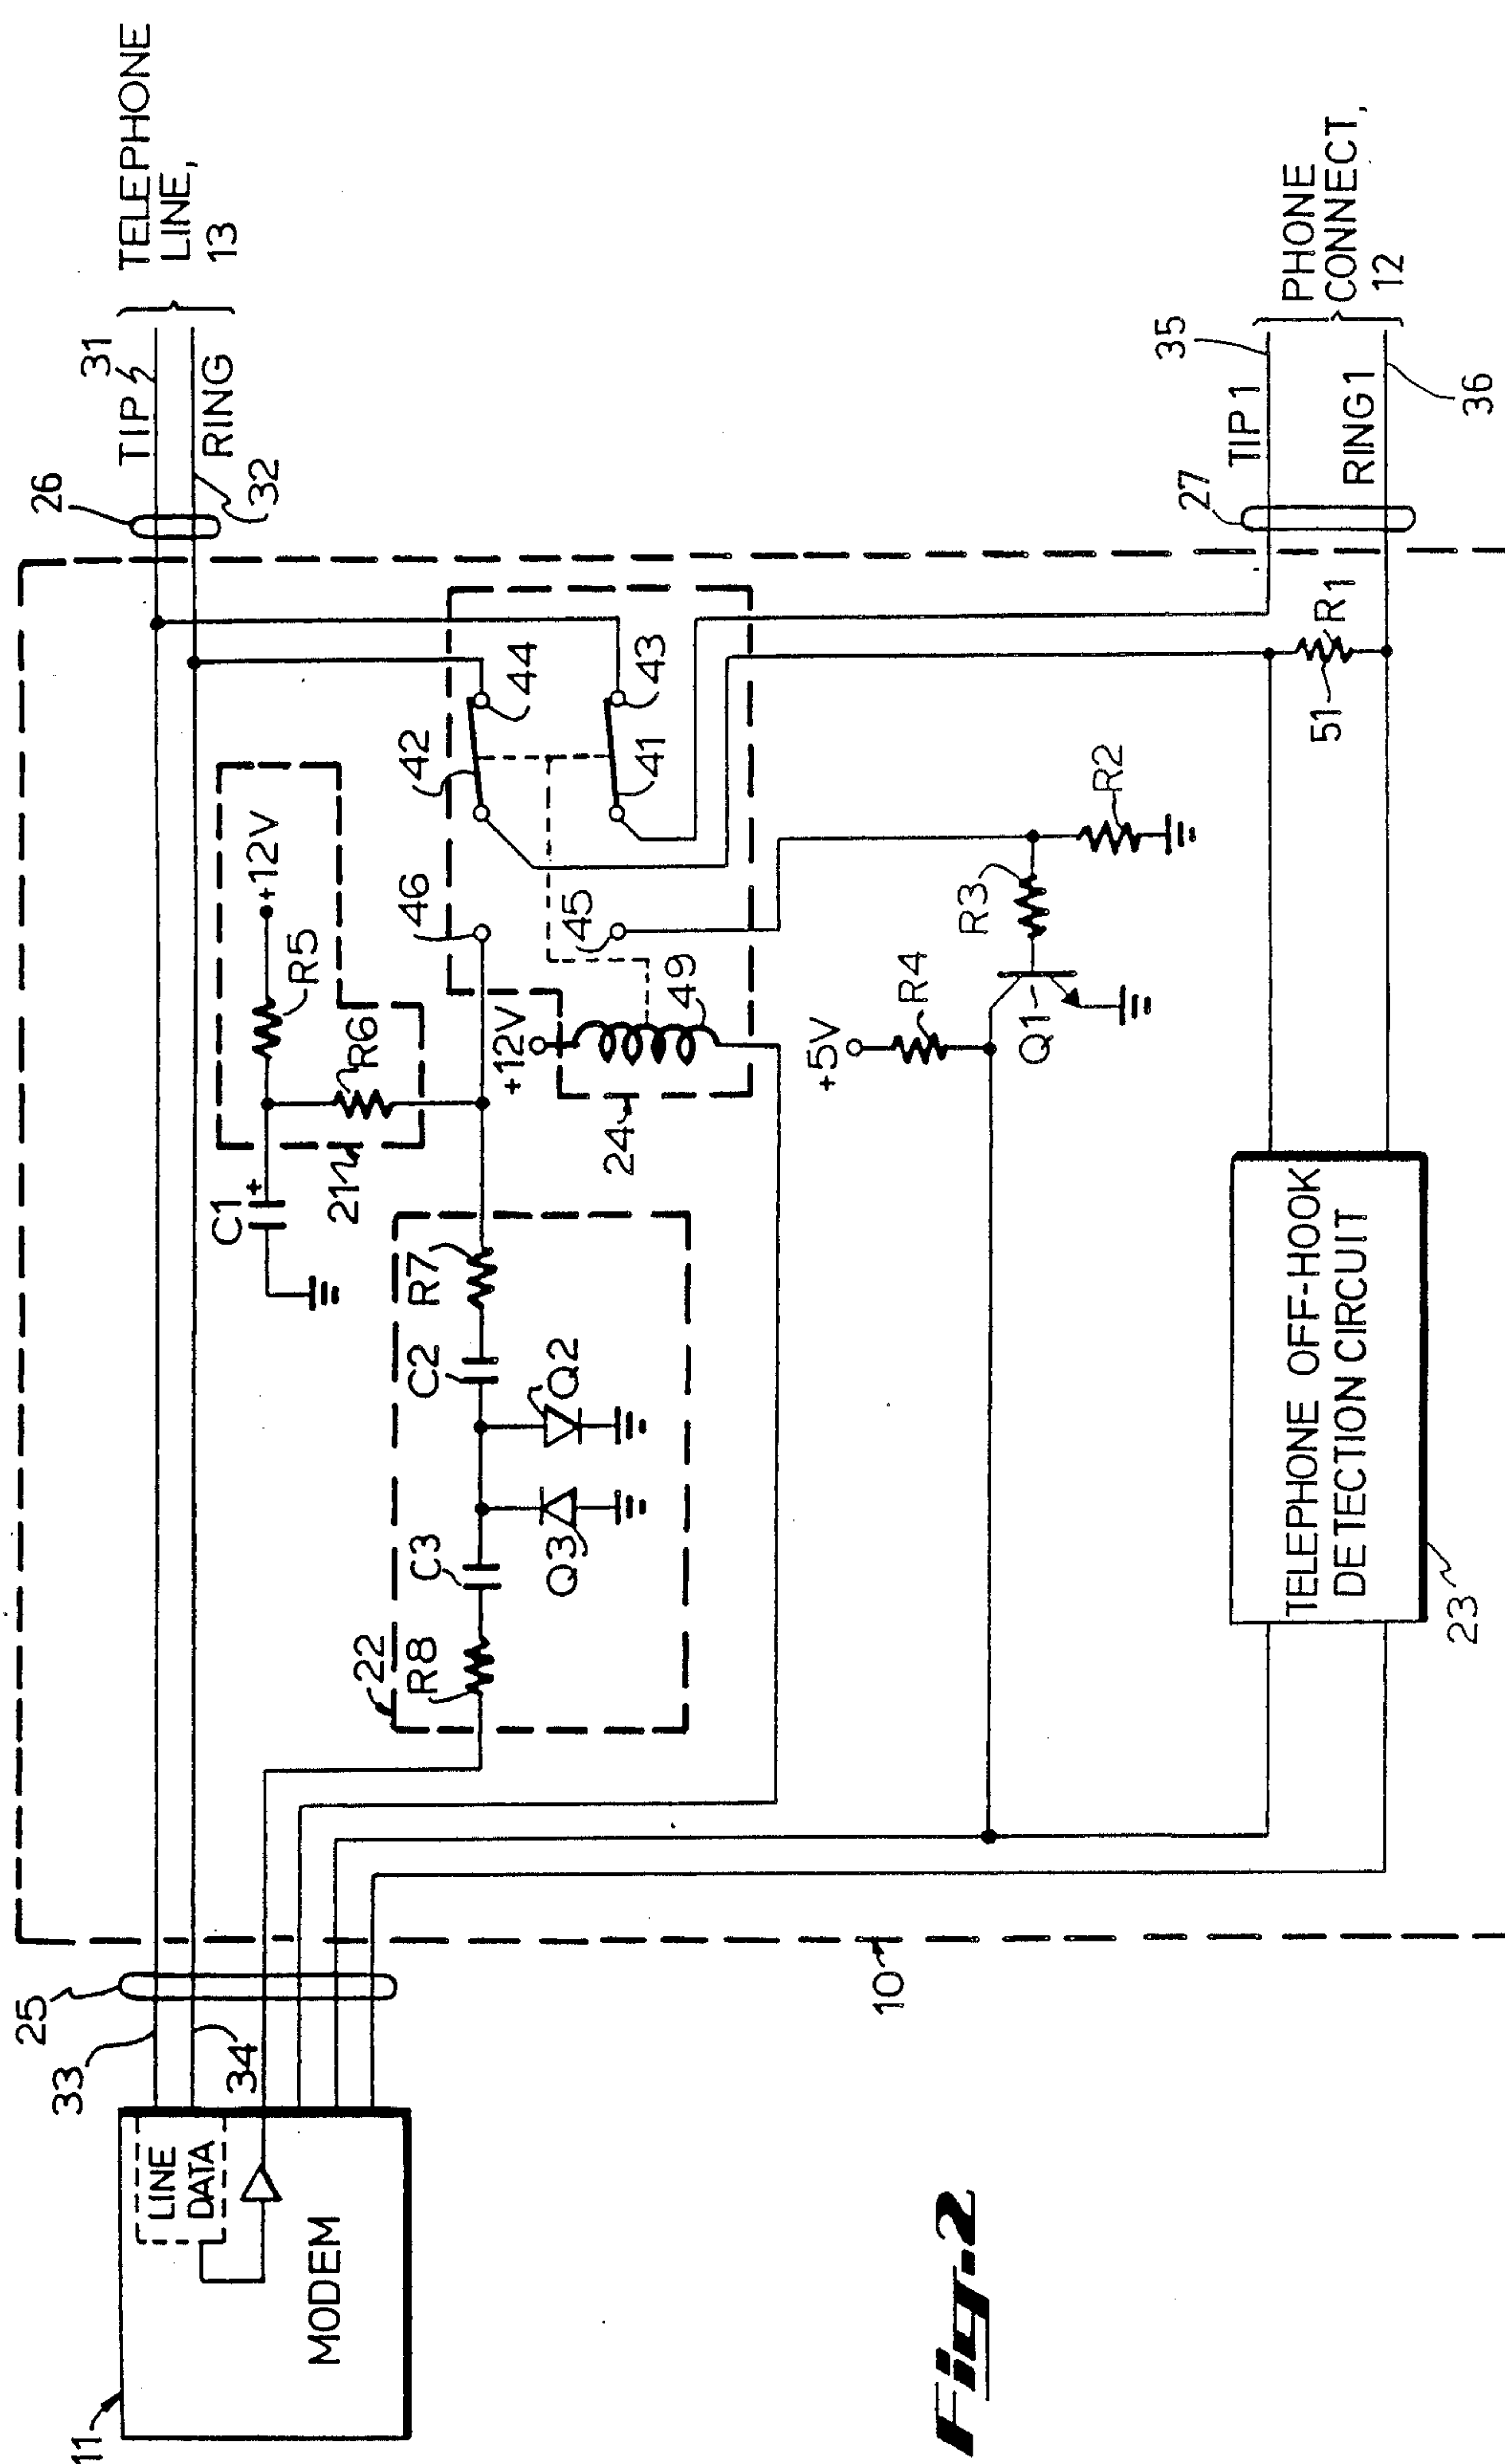 TELEPHONE
LINE,
13
TIP
31
RING
32
26
25
33
34
11
LINE
DATA
MODEM
22
R8
C3
Q3
Q2
C2
R7
C1
+
21
R6
R5
+12V
46
42
44
45
41
43
+12V
49
24
+5V
R4
Q1
R3
R2
10
TELEPHONE OFF-HOOK
DETECTION CIRCUIT
23
51
R1
27
TIP 1
35
RING 1
36
PHONE
CONNECT,
12
Fig.2